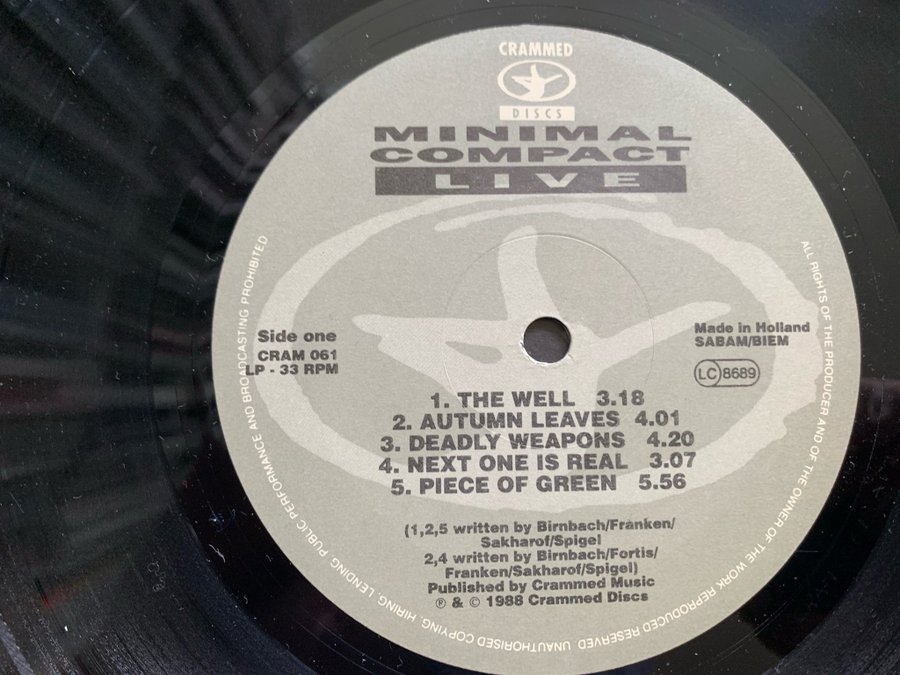 CRAMMED
DISCS
MINIMAL
COMPACT
LIVE
Side one
CRAM 061
LP - 33 RPM
Made in Holland
SABAM/BIEM
LC 8689
1. THE WELL 3.18
2. AUTUMN LEAVES 4.01
3. DEADLY WEAPONS 4.20
4. NEXT ONE IS REAL 3.07
5. PIECE OF GREEN 5.56
(1,2,5 written by Birnbach/Franken/
Sakharof/Spigel
2,4 written by Birnbach/Fortis/
Franken/Sakharof/Spigel)
Published by Crammed Music
℗ & © 1988 Crammed Discs
ALL RIGHTS OF THE PRODUCER AND OF THE OWNER OF THE WORK REPRODUCED RESERVED. UNAUTHORISED COPYING, HIRING, LENDING, PUBLIC PERFORMANCE AND BROADCASTING PROHIBITED